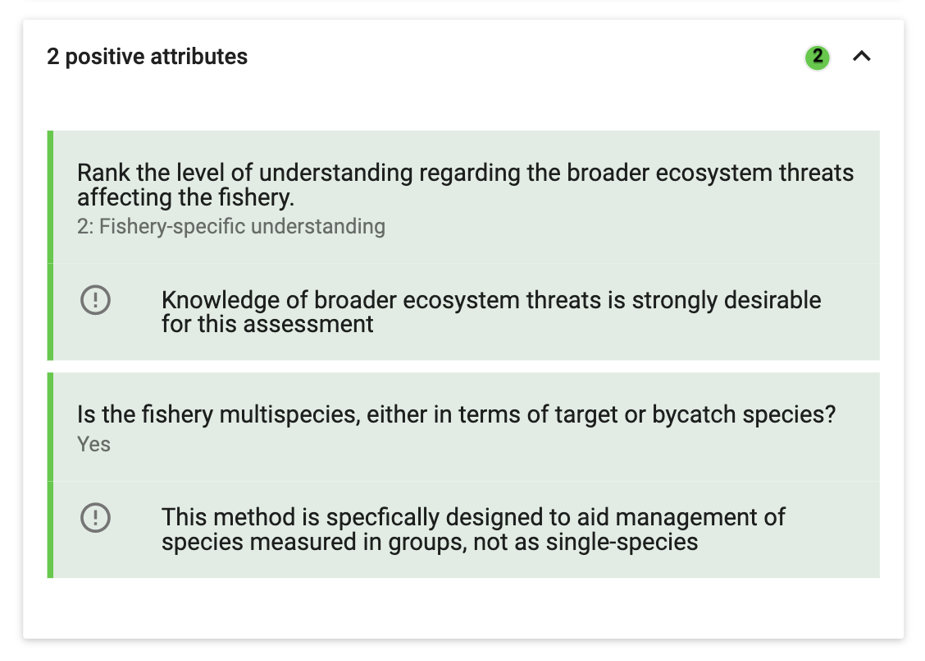 2 positive attributes
2
Rank the level of understanding regarding the broader ecosystem threats
affecting the fishery.
2: Fishery-specific understanding
Knowledge of broader ecosystem threats is strongly desirable
for this assessment
Is the fishery multispecies, either in terms of target or bycatch species?
Yes
This method is specfically designed to aid management of
species measured in groups, not as single-species